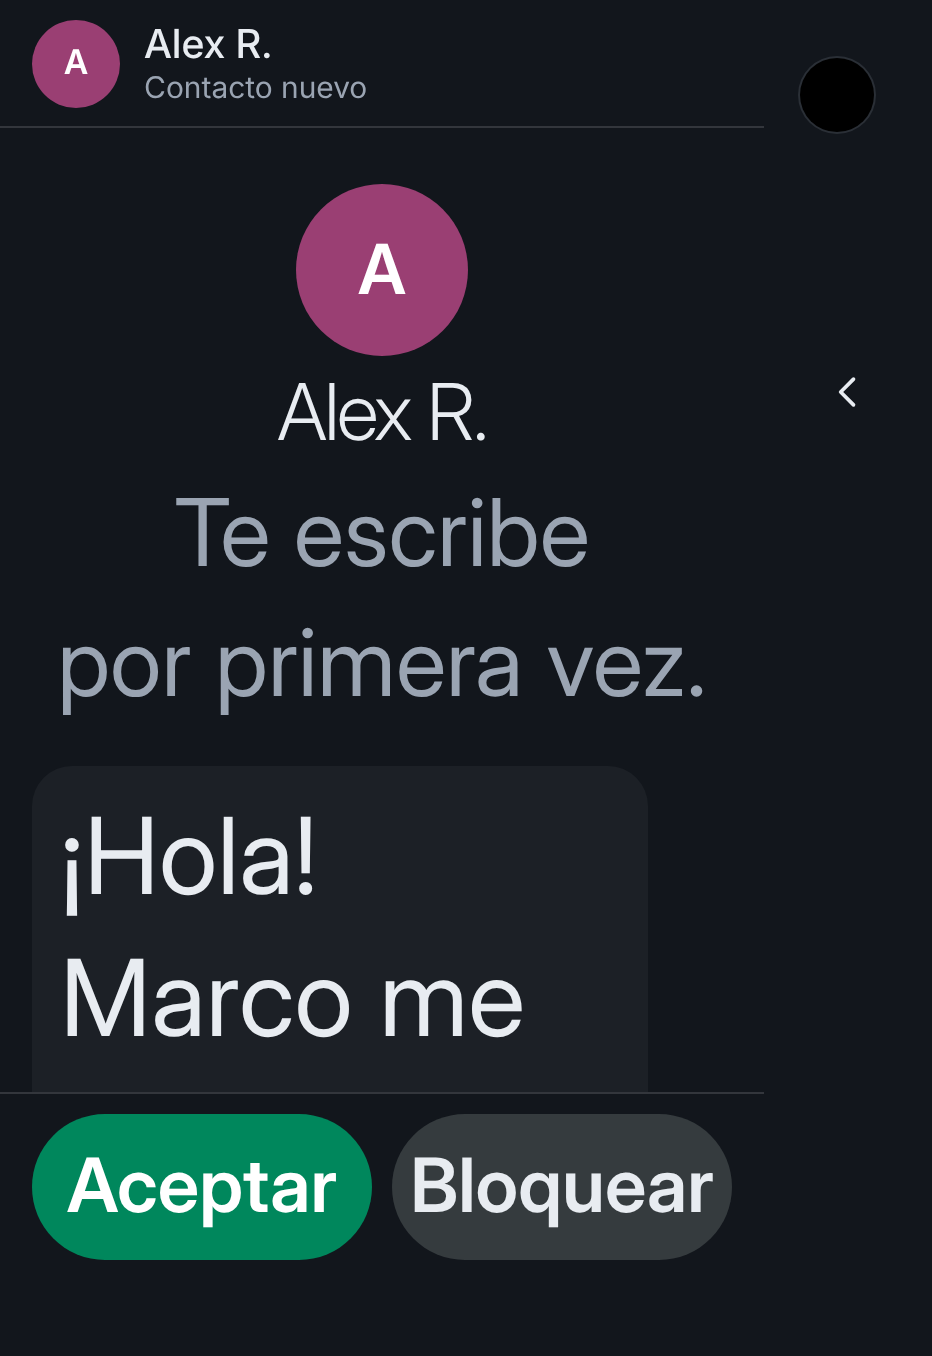 A
Alex R.
Contacto nuevo
A
Alex R.
Te escribe
por primera vez.
¡Hola!
Marco me
Aceptar
Bloquear